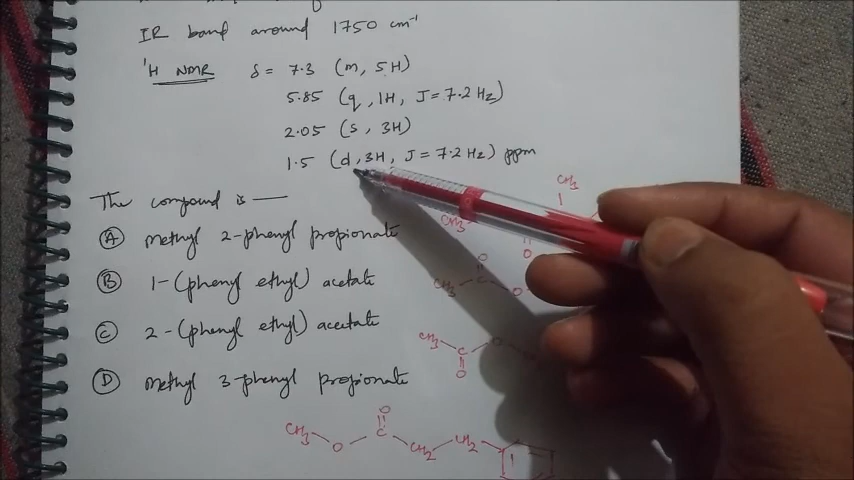 IR band around 1750 cm⁻¹
¹H NMR δ = 7.3 (m, 5H)
5.85 (q, 1H, J = 7.2 Hz)
2.05 (s, 3H)
1.5 (d, 3H, J = 7.2 Hz) ppm
The compound is —
A methyl 2-phenyl propionate
B 1-(phenyl ethyl) acetate
C 2-(phenyl ethyl) acetate
D methyl 3-phenyl propionate
CH₃
CH₃
O
O
CH₃ C O
CH₃ C O
O
O
CH₃ O C CH₂ CH₂